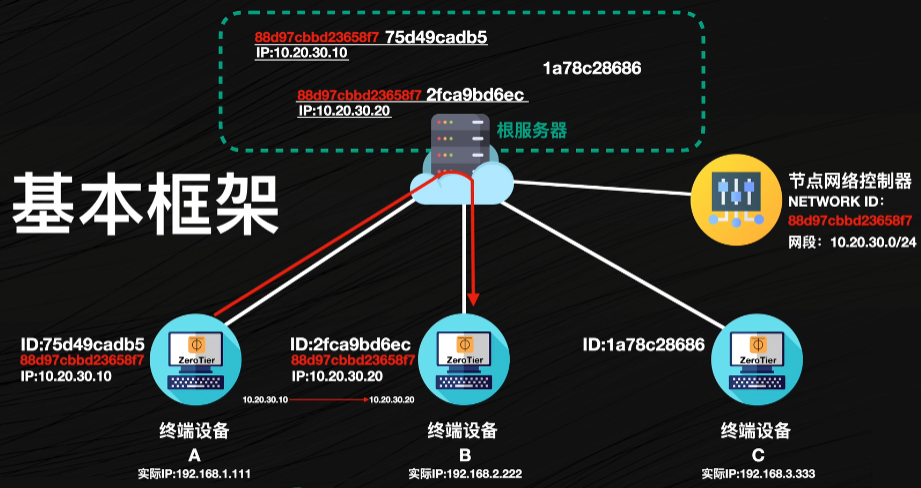 88d97cbbd23658f7 75d49cadb5
IP:10.20.30.10
1a78c28686
88d97cbbd23658f7 2fca9bd6ec
IP:10.20.30.20
根服务器
基本框架
节点网络控制器
NETWORK ID:
88d97cbbd23658f7
网段：10.20.30.0/24
ID:75d49cadb5
88d97cbbd23658f7
IP:10.20.30.10
ZeroTier
ID:2fca9bd6ec
88d97cbbd23658f7
IP:10.20.30.20
ZeroTier
ID:1a78c28686
ZeroTier
10.20.30.10
10.20.30.20
终端设备
A
实际IP:192.168.1.111
终端设备
B
实际IP:192.168.2.222
终端设备
C
实际IP:192.168.3.333